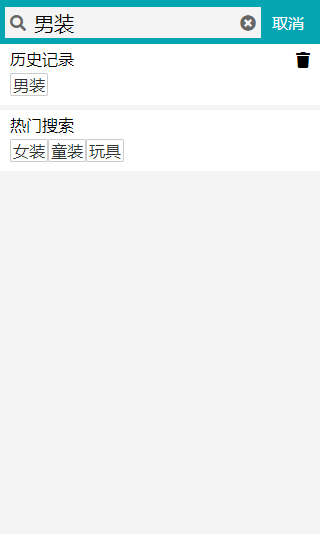 男装 取消
历史记录
男装
热门搜索
女装 童装 玩具